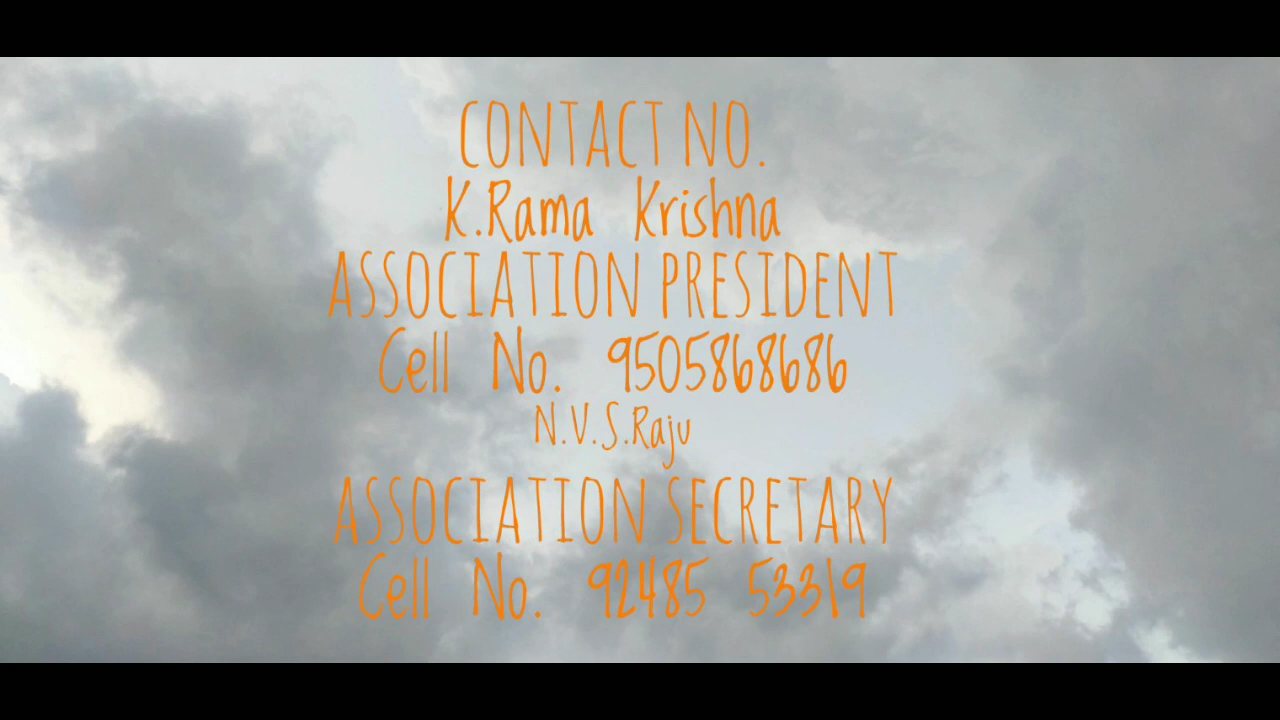 CONTACT NO.
K.Rama Krishna
ASSOCIATION PRESIDENT
Cell No. 9505868686
N.V.S.Raju
ASSOCIATION SECRETARY
Cell No. 92485 53319